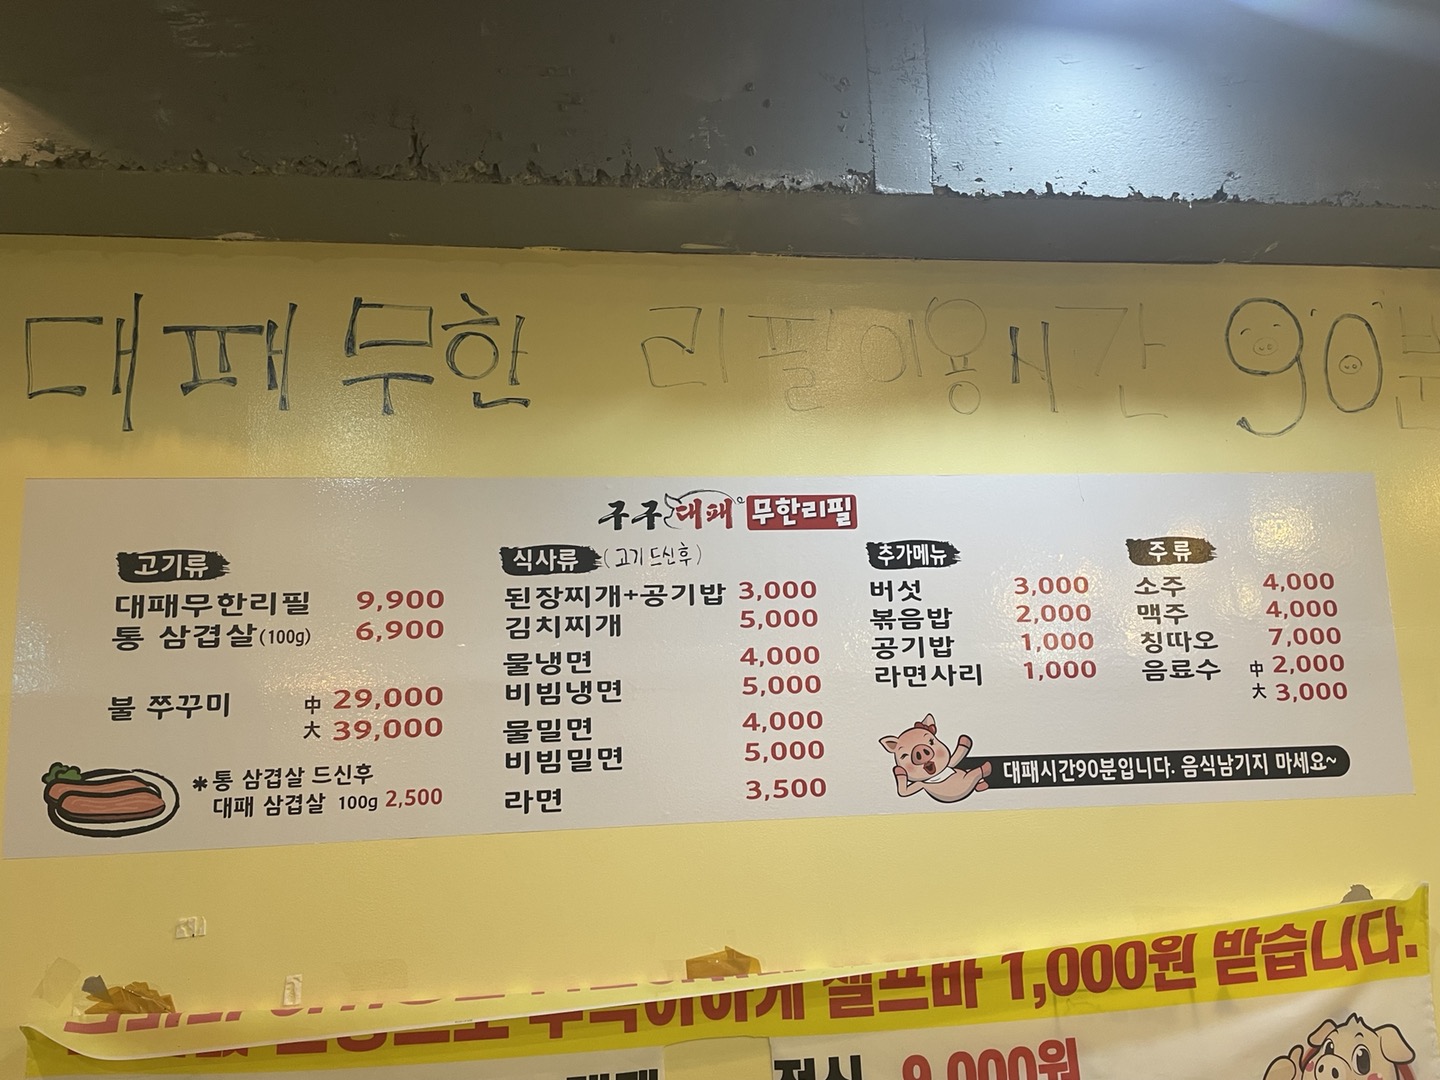 대패 무한 리필 이용시간 90분
구구 대패 무한리필
고기류
대패무한리필 9,900
통 삼겹살(100g) 6,900
불 쭈꾸미 中 29,000
大 39,000
*통 삼겹살 드신후
대패 삼겹살 100g 2,500
식사류 (고기 드신 후)
된장찌개+공기밥 3,000
김치찌개 5,000
물냉면 4,000
비빔냉면 5,000
물밀면 4,000
비빔밀면 5,000
라면 3,500
추가메뉴
버섯 3,000
볶음밥 2,000
공기밥 1,000
라면사리 1,000
주류
소주 4,000
맥주 4,000
칭따오 7,000
음료수 中 2,000
大 3,000
대패시간90분입니다. 음식남기지 마세요~
셀프바 1,000원 받습니다.
정식 9,000원